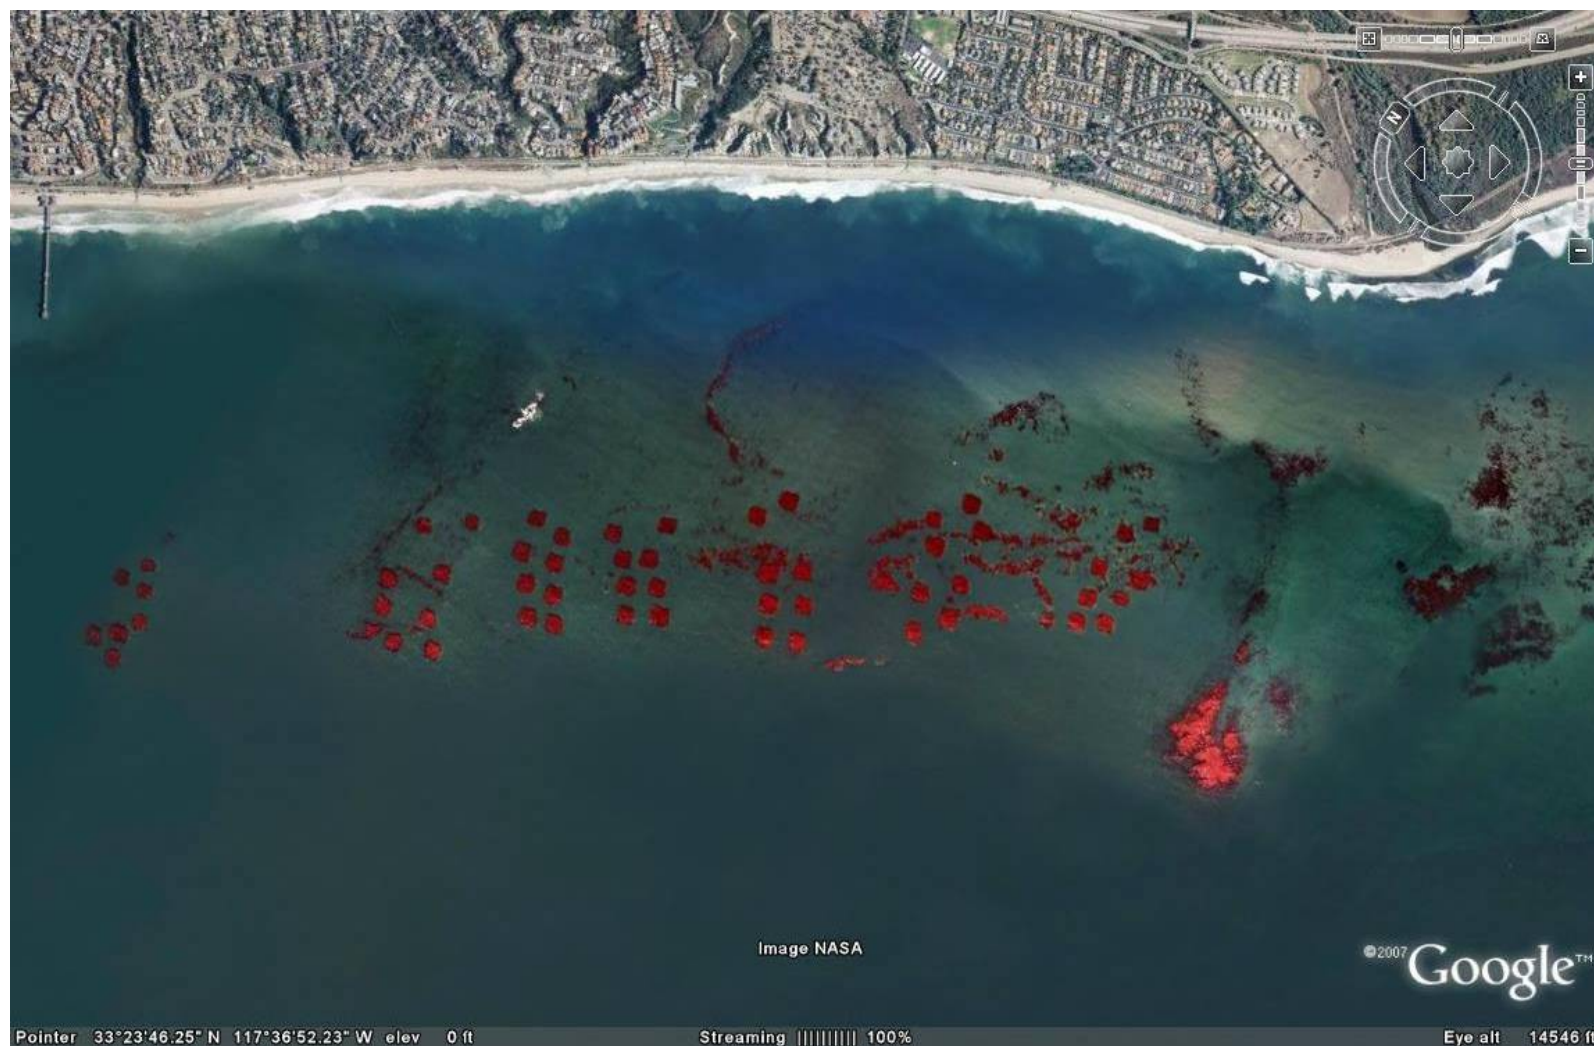 N
Image NASA
©2007 Google™
Pointer 33°23'46.25" N 117°36'52.23" W elev 0 ft
Streaming |||||||||| 100%
Eye alt 14546 ft